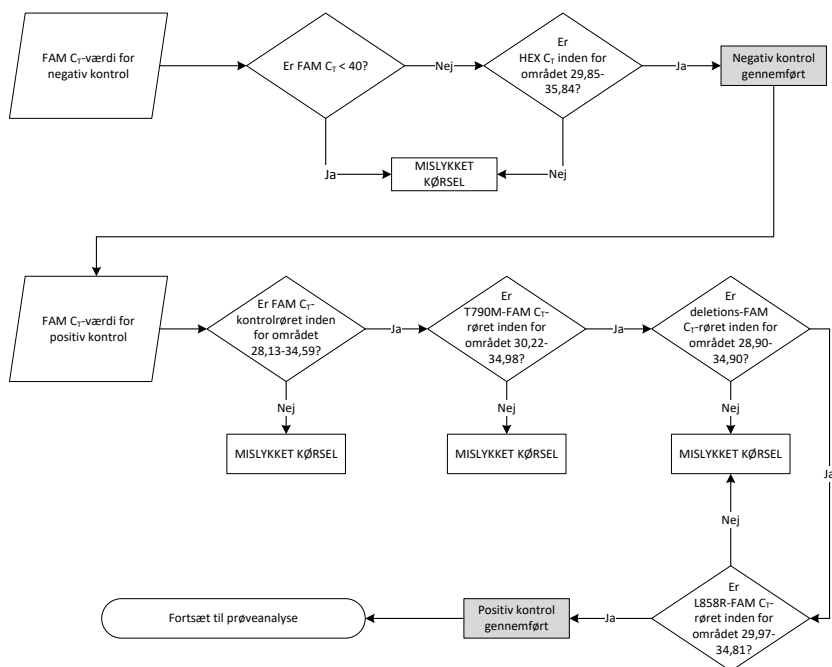 FAM CT-værdi for
negativ kontrol
Er FAM CT < 40?
Nej
Er
HEX CT inden for
området 29,85-
35,84?
Ja
Negativ kontrol
gennemført
Ja
MISLYKKET
KØRSEL
Nej
FAM CT-værdi for
positiv kontrol
Er FAM CT-
kontrolrøret inden
for området
28,13-34,59?
Ja
Er
T790M-FAM CT-
røret inden for
området 30,22-
34,98?
Ja
Er
deletions-FAM
CT-røret inden for
området 28,90-
34,90?
Nej
Nej
Nej
MISLYKKET KØRSEL
MISLYKKET KØRSEL
MISLYKKET KØRSEL
Ja
Nej
Fortsæt til prøveanalyse
Positiv kontrol
gennemført
Ja
Er
L858R-FAM CT-
røret inden for
området 29,97-
34,81?